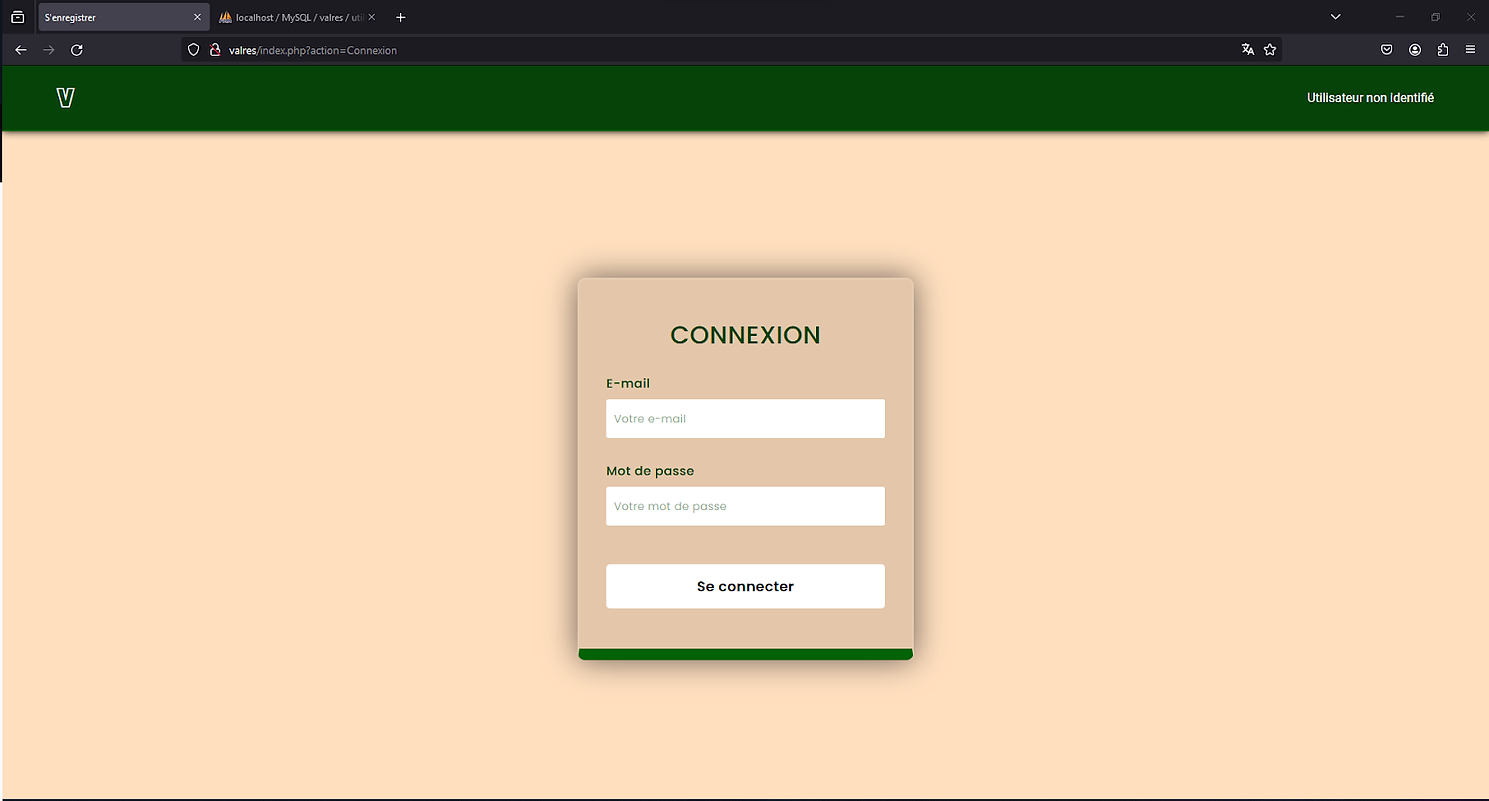 S'enregistrer
localhost / MySQL / valres / uti
valres/index.php?action=Connexion
V
Utilisateur non Identifié
CONNEXION
E-mail
Votre e-mail
Mot de passe
Votre mot de passe
Se connecter